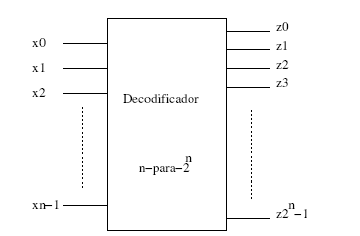 x0
x1
x2
xn-1
Decodificador
n-para-2^n
z0
z1
z2
z3
z2^n-1